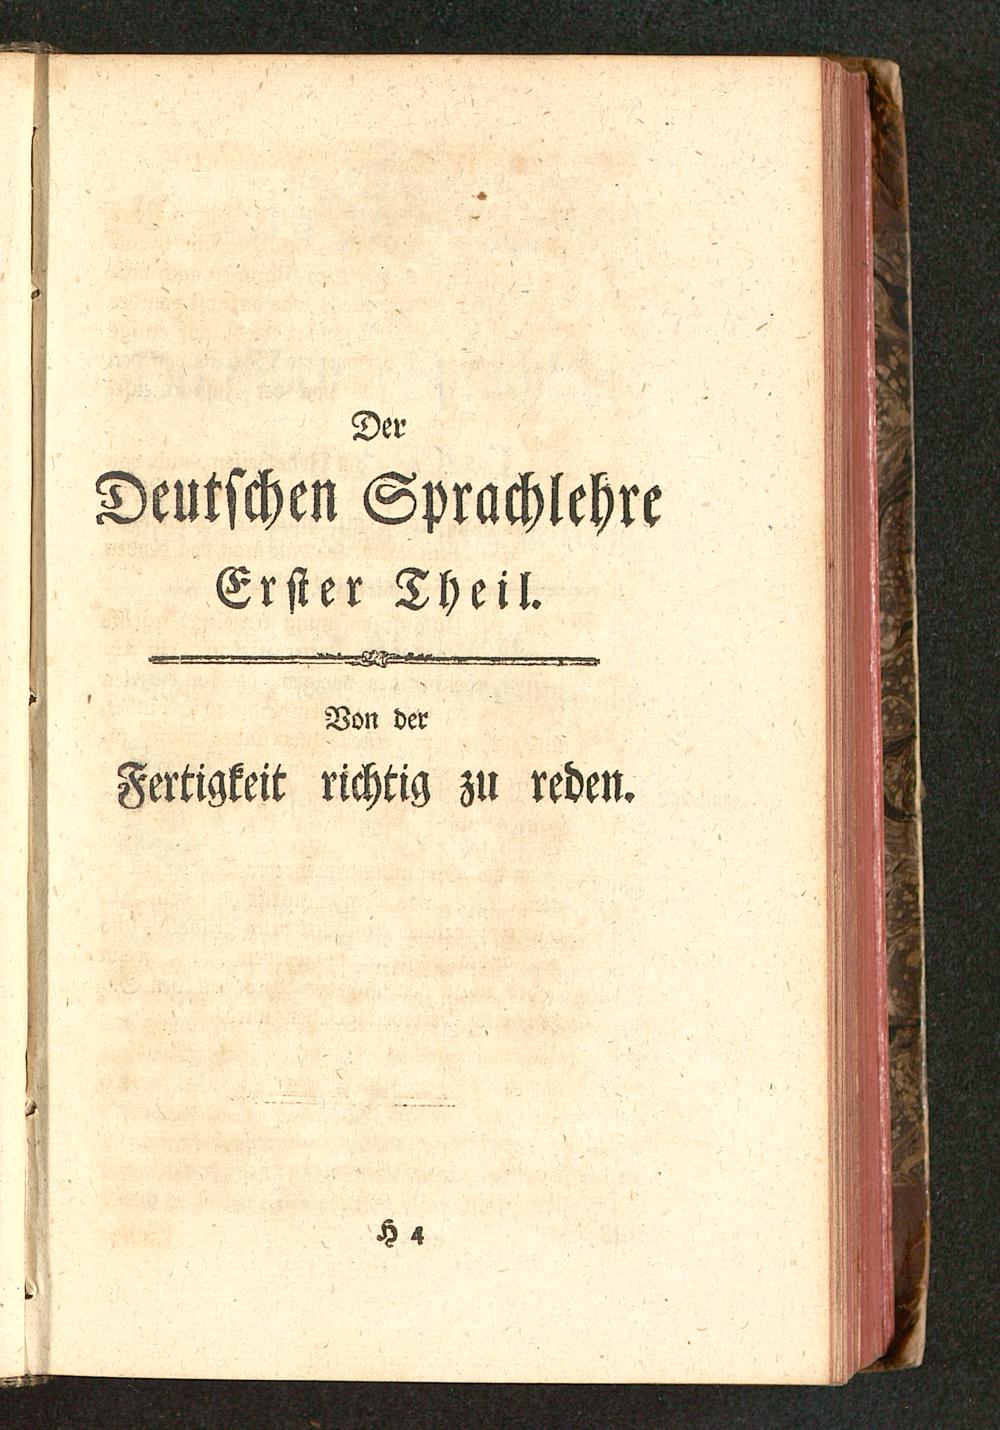 Der
Deutſchen Sprachlehre
Erſter Theil.
Von der
Fertigkeit richtig zu reden.
H 4